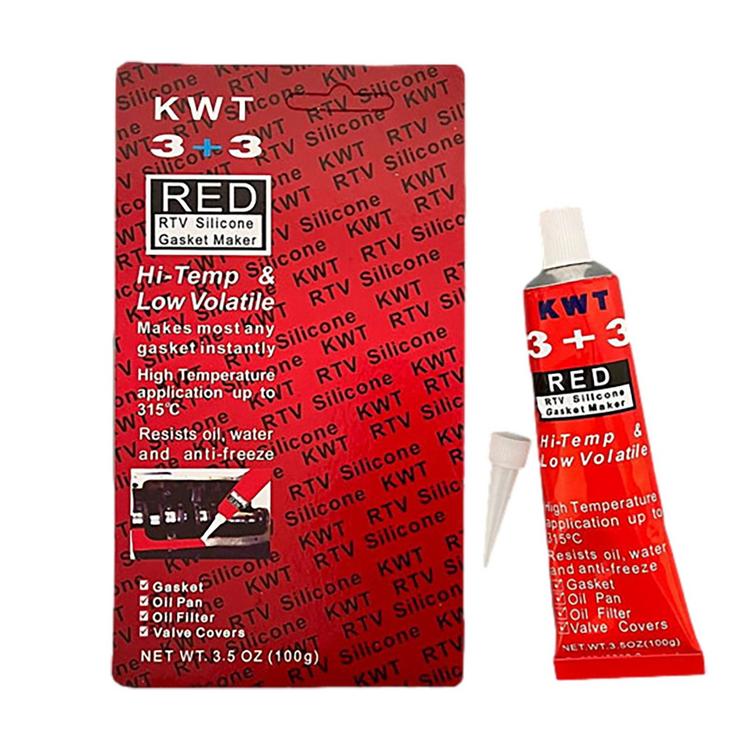 KWT
3+3
RED
RTV Silicone
Gasket Maker
Hi-Temp &
Low Volatile
Makes most any
gasket instantly
High Temperature
application up to
315°C
Resists oil, water
and anti-freeze
Gasket
Oil Pan
Oil Filter
Valve Covers
NET WT. 3.5 OZ (100g)
KWT RTV Silicone
KWT
3+3
RED
RTV Silicone
Gasket Maker
Hi-Temp &
Low Volatile
High Temperature
application up to
315°C
Resists oil, water
and anti-freeze
Gasket
Oil Pan
Oil Filter
Valve Covers
NET WT.3.5OZ(100g)